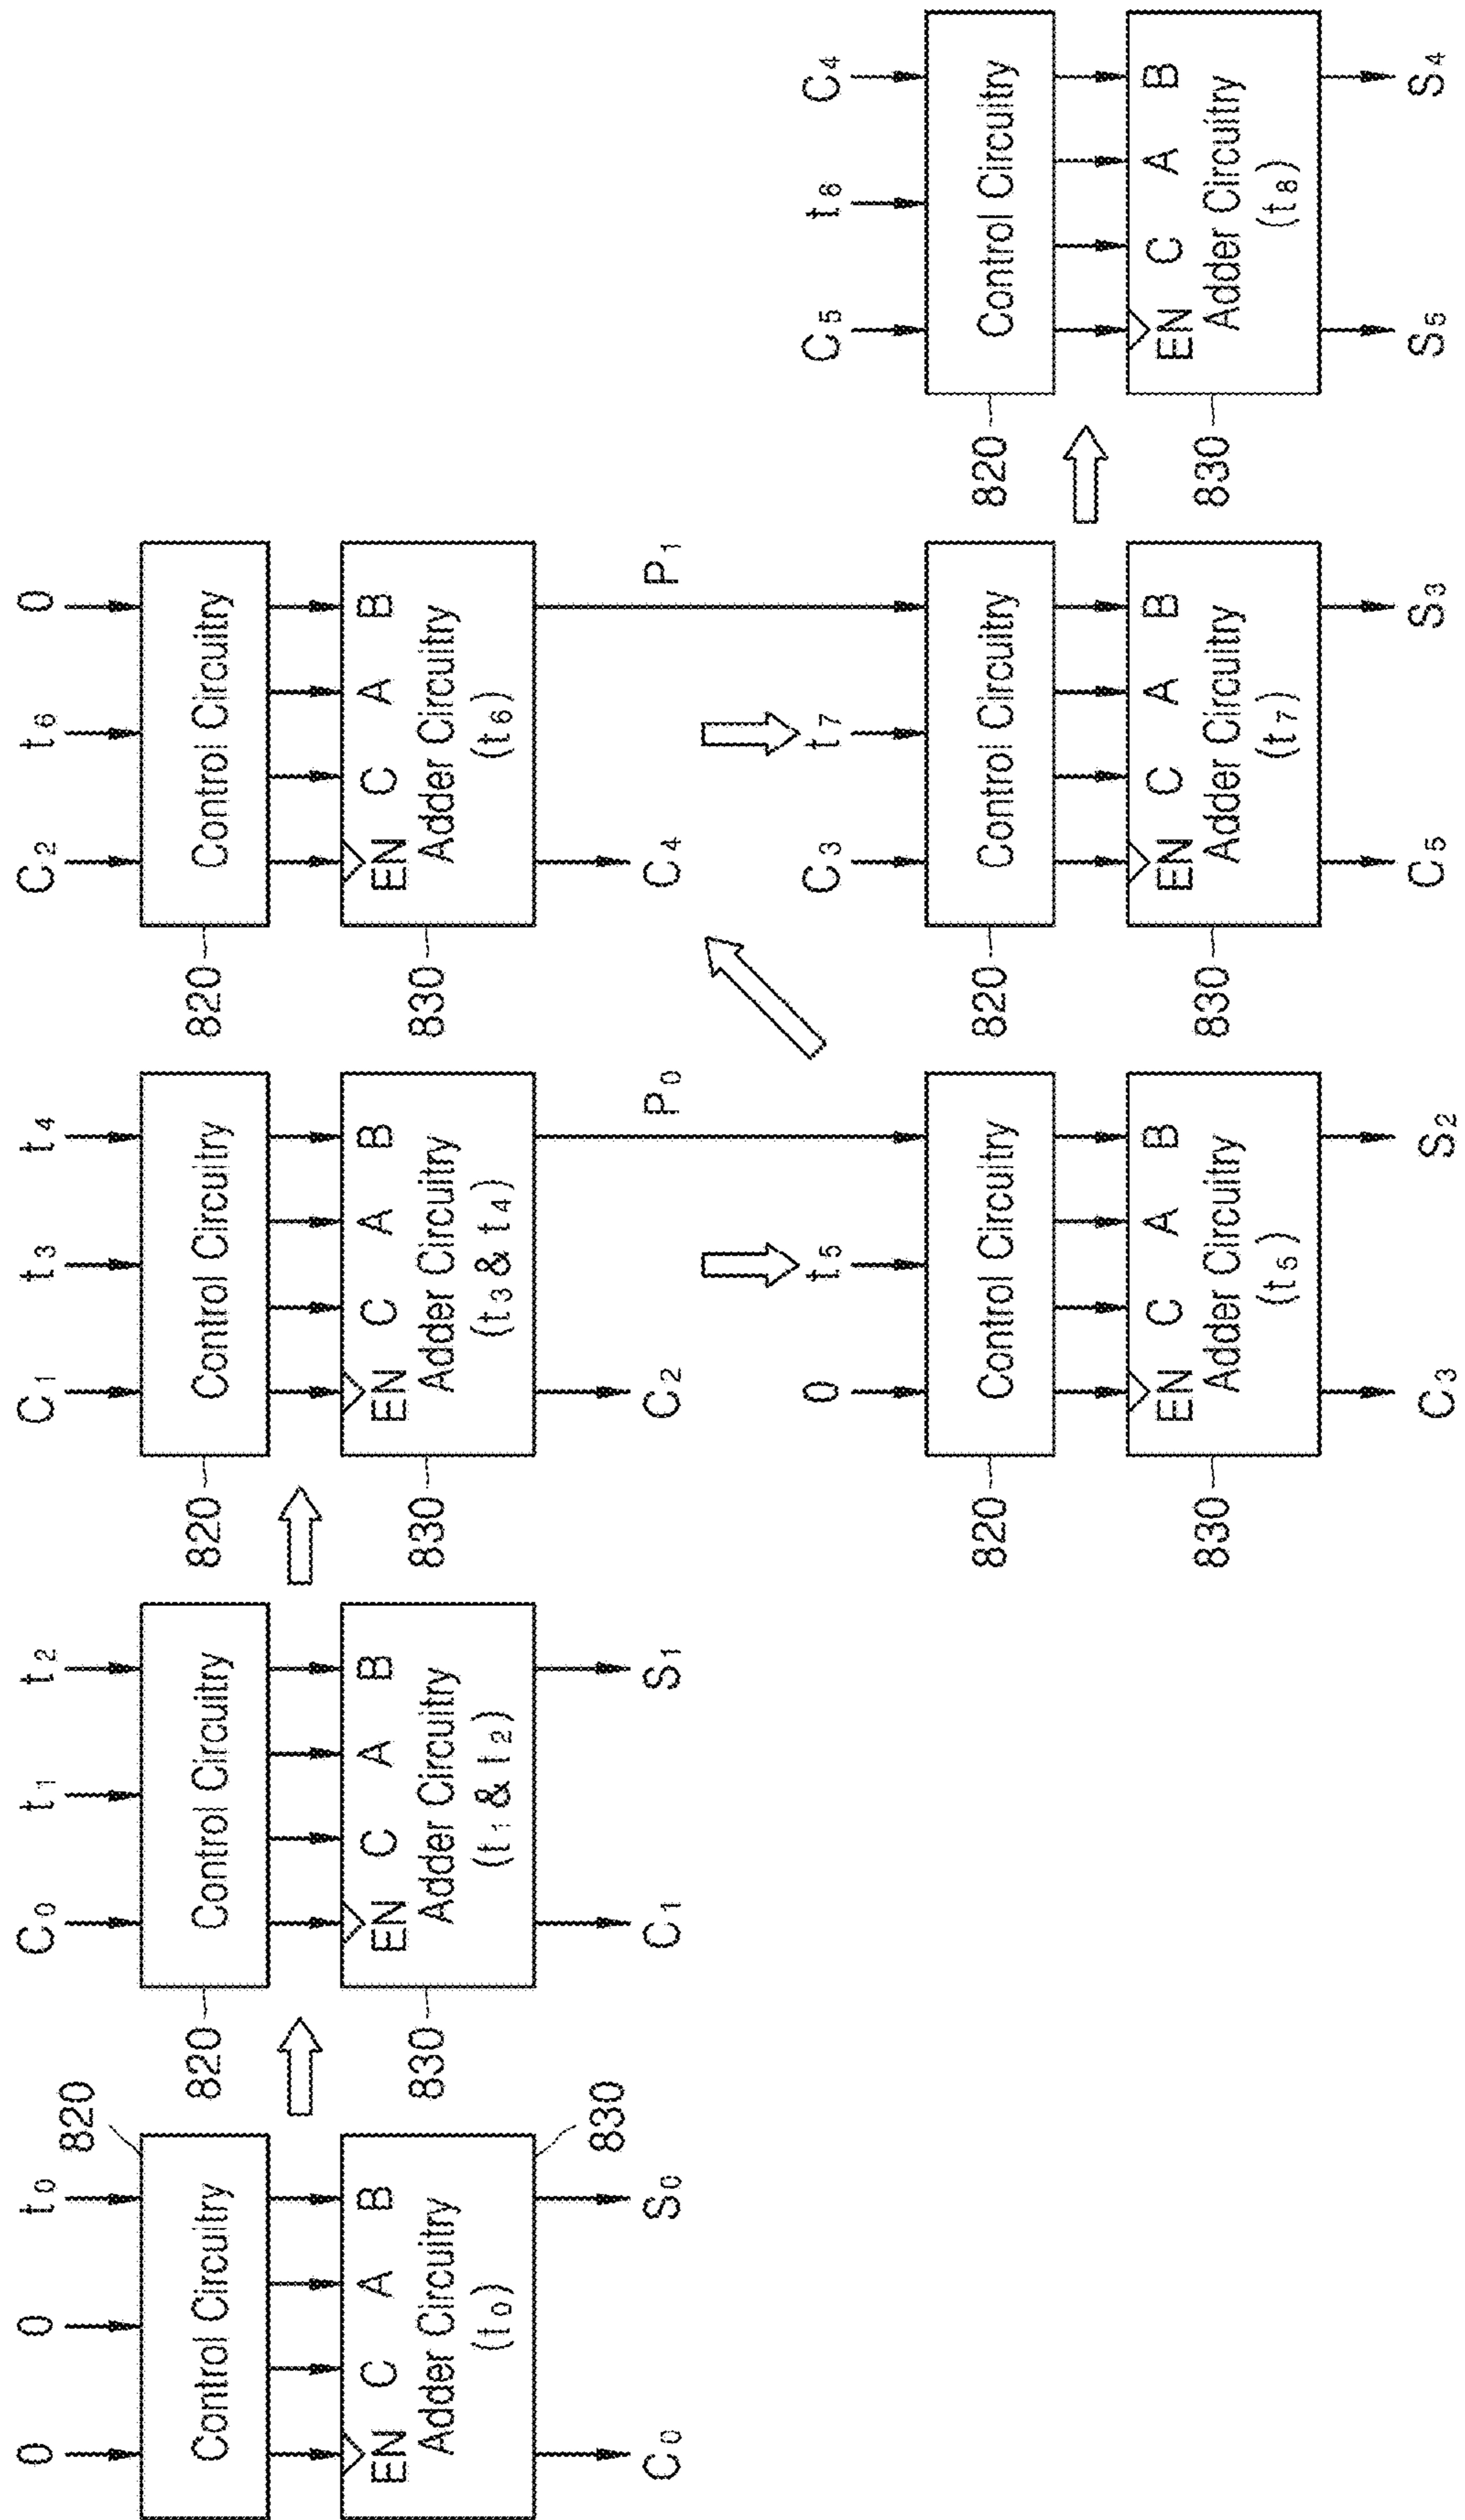 0 0 t₀
820
Control Circuitry
EN C A B
Adder Circuitry
(t₀)
830
C₀ S₀
C₀ t₁ t₂
820
Control Circuitry
830
EN C A B
Adder Circuitry
(t₁ & t₂)
C₁ S₁
C₁ t₃ t₄
820
Control Circuitry
830
EN C A B
Adder Circuitry
(t₃ & t₄)
C₂ P₀
0 t₅
820
Control Circuitry
830
EN C A B
Adder Circuitry
(t₅)
C₃ S₂
C₂ t₆ 0
820
Control Circuitry
830
EN C A B
Adder Circuitry
(t₆)
C₄ P₁
C₃ t₇
820
Control Circuitry
830
EN C A B
Adder Circuitry
(t₇)
C₅ S₃
C₅ t₈ C₄
820
Control Circuitry
830
EN C A B
Adder Circuitry
(t₈)
S₅ S₄